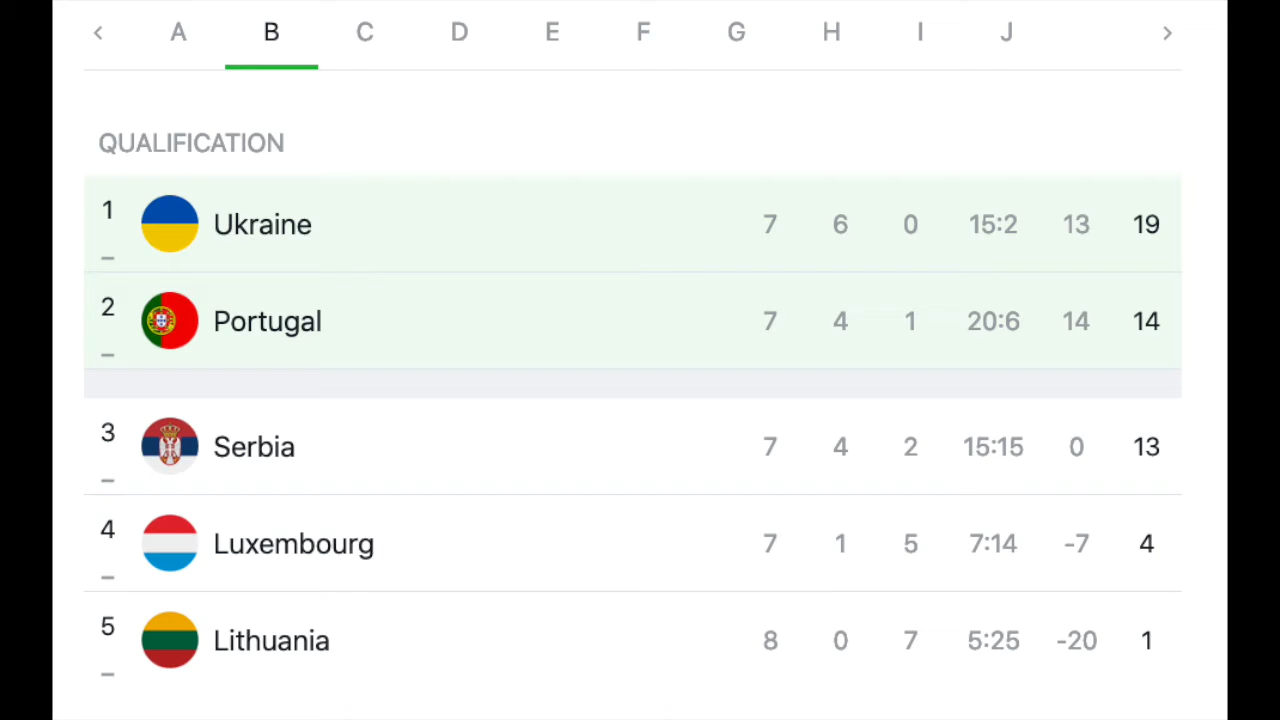 ‹ A B C D E F G H I J ›
QUALIFICATION
1 Ukraine 7 6 0 15:2 13 19
–
2 Portugal 7 4 1 20:6 14 14
–
3 Serbia 7 4 2 15:15 0 13
–
4 Luxembourg 7 1 5 7:14 -7 4
–
5 Lithuania 8 0 7 5:25 -20 1
–